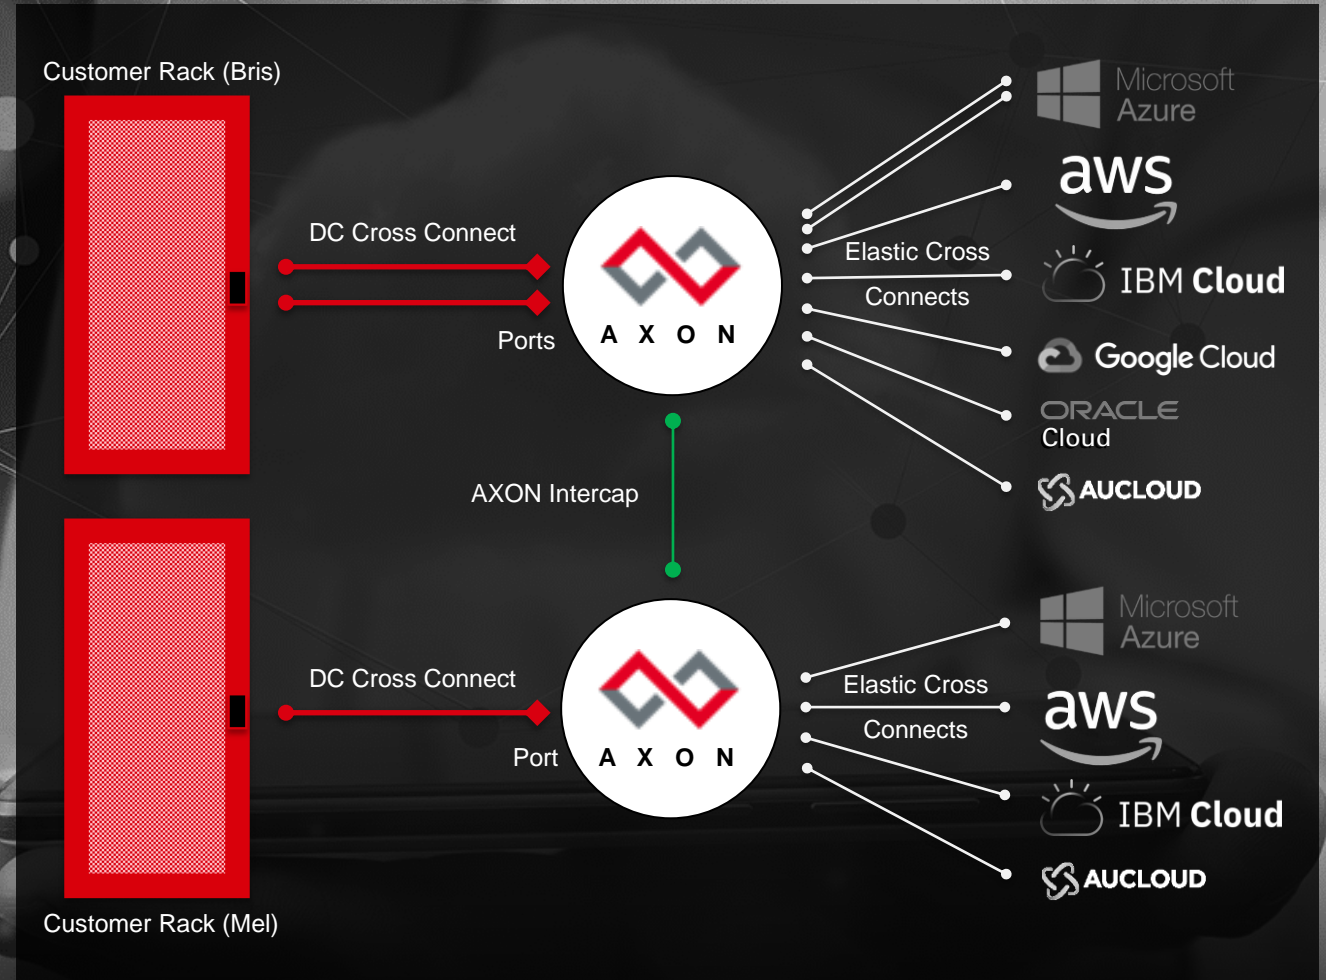 Customer Rack (Bris)
DC Cross Connect
Ports
AXON
Elastic Cross
Connects
Microsoft
Azure
aws
IBM Cloud
Google Cloud
ORACLE
Cloud
AUCLOUD
AXON Intercap
DC Cross Connect
Port
AXON
Elastic Cross
Connects
Microsoft
Azure
aws
IBM Cloud
AUCLOUD
Customer Rack (Mel)